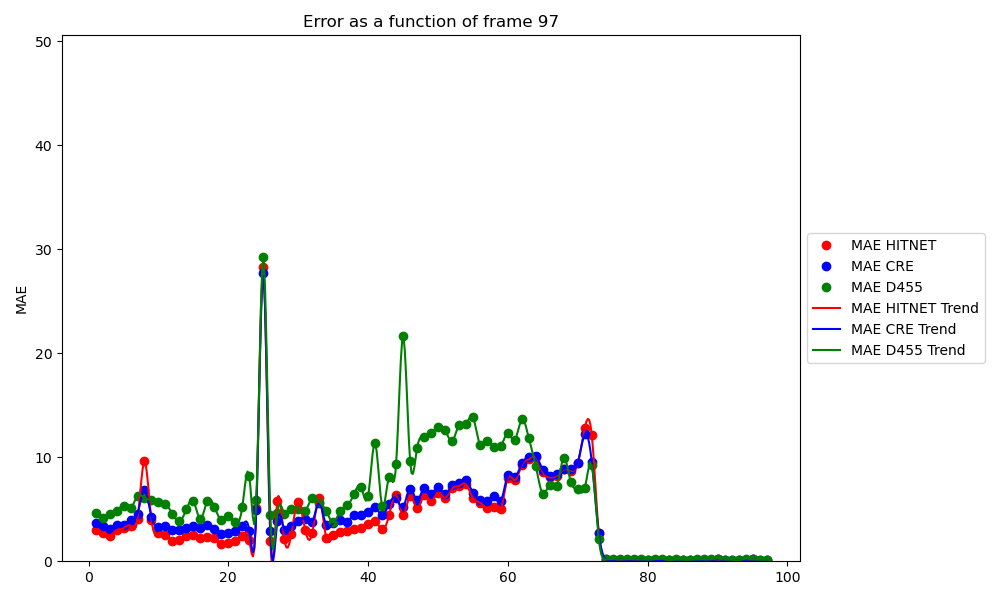 Error as a function of frame 97
50
40
30
20
10
0
MAE
0 20 40 60 80 100
MAE HITNET
MAE CRE
MAE D455
MAE HITNET Trend
MAE CRE Trend
MAE D455 Trend